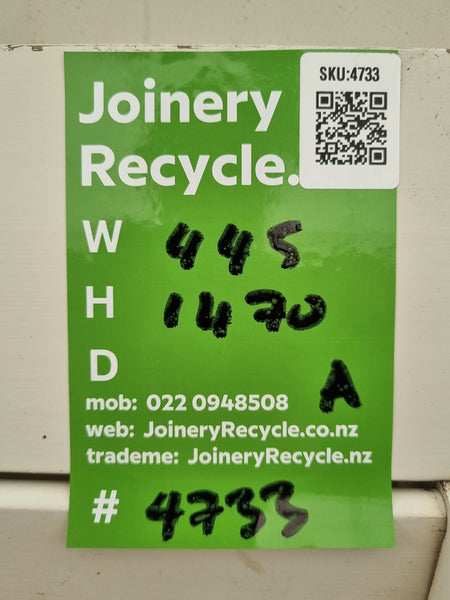 SKU:4733
Joinery
Recycle.
W 445
H 1470
D A
mob: 022 0948508
web: JoineryRecycle.co.nz
trademe: JoineryRecycle.nz
# 4733